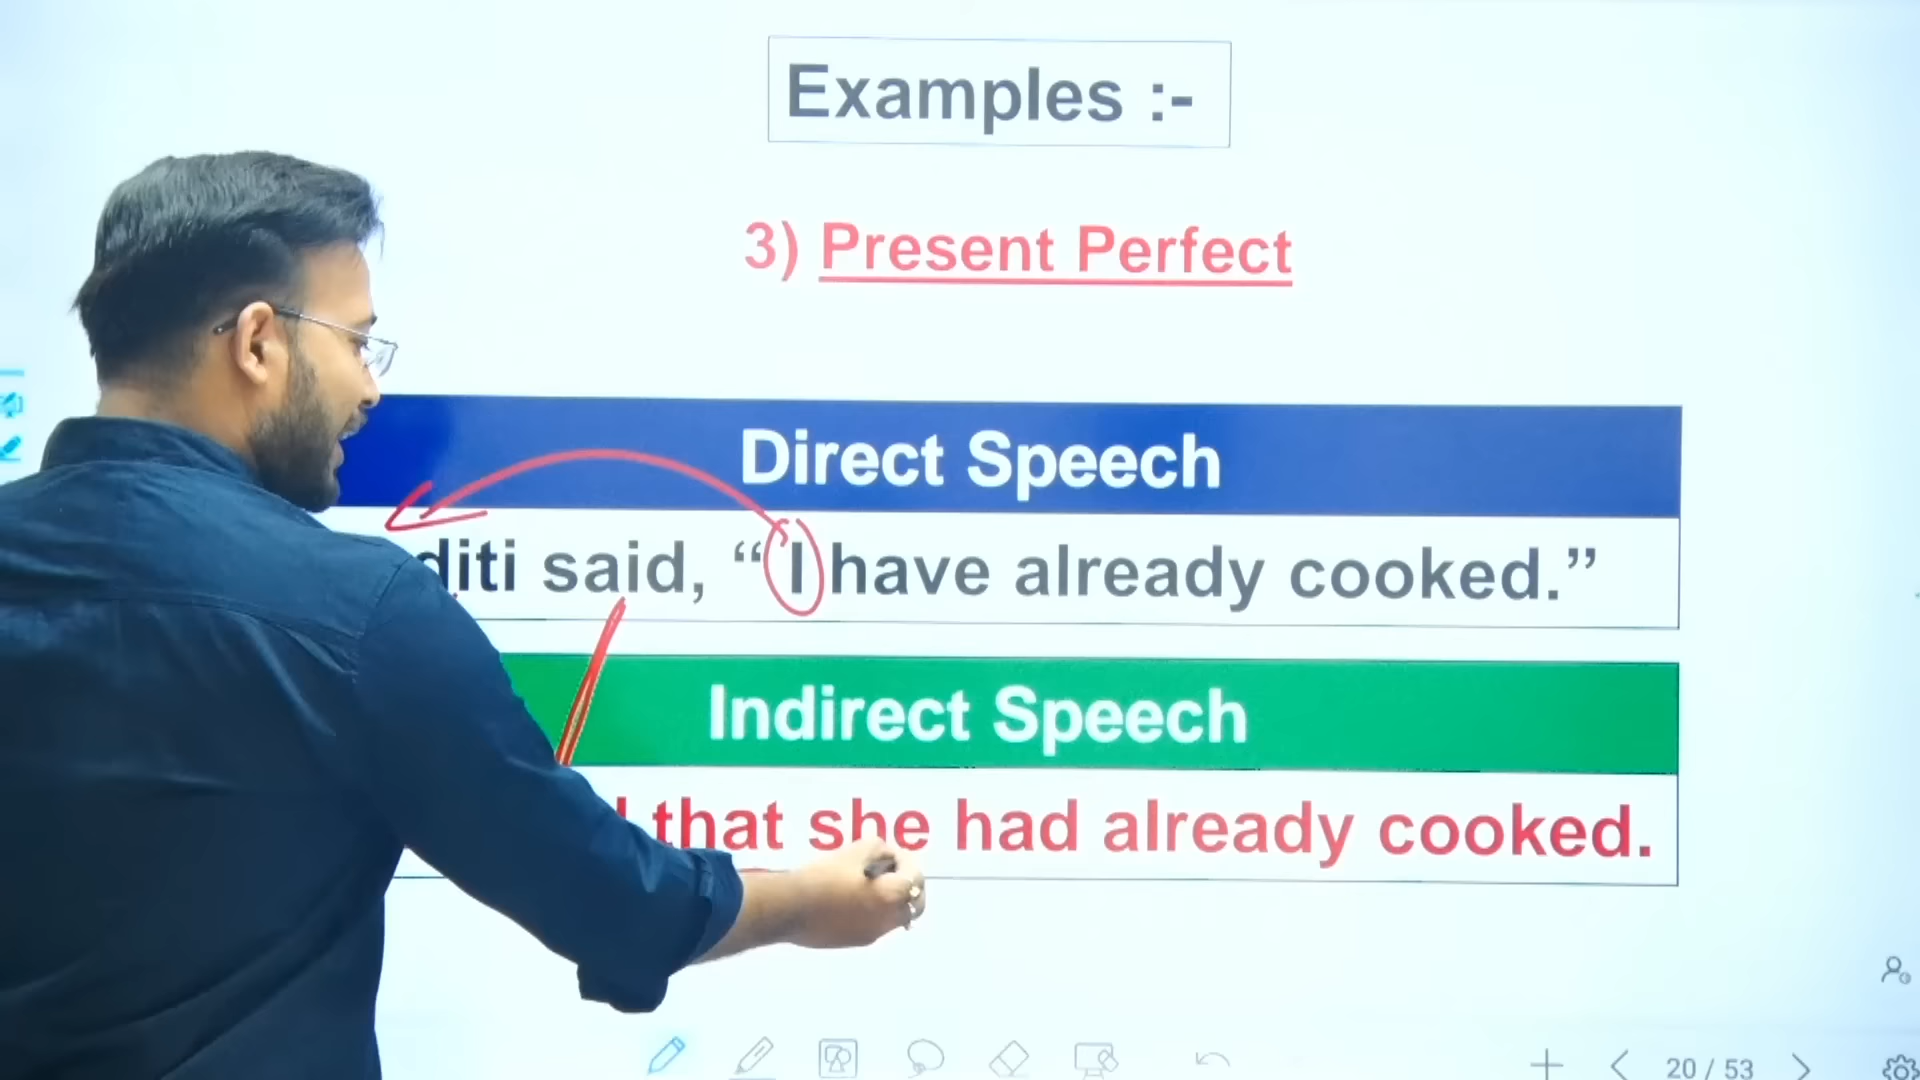 Examples :-
3) Present Perfect
Direct Speech
said, “ I have already cooked.”
Indirect Speech
that she had already cooked.
20 / 53